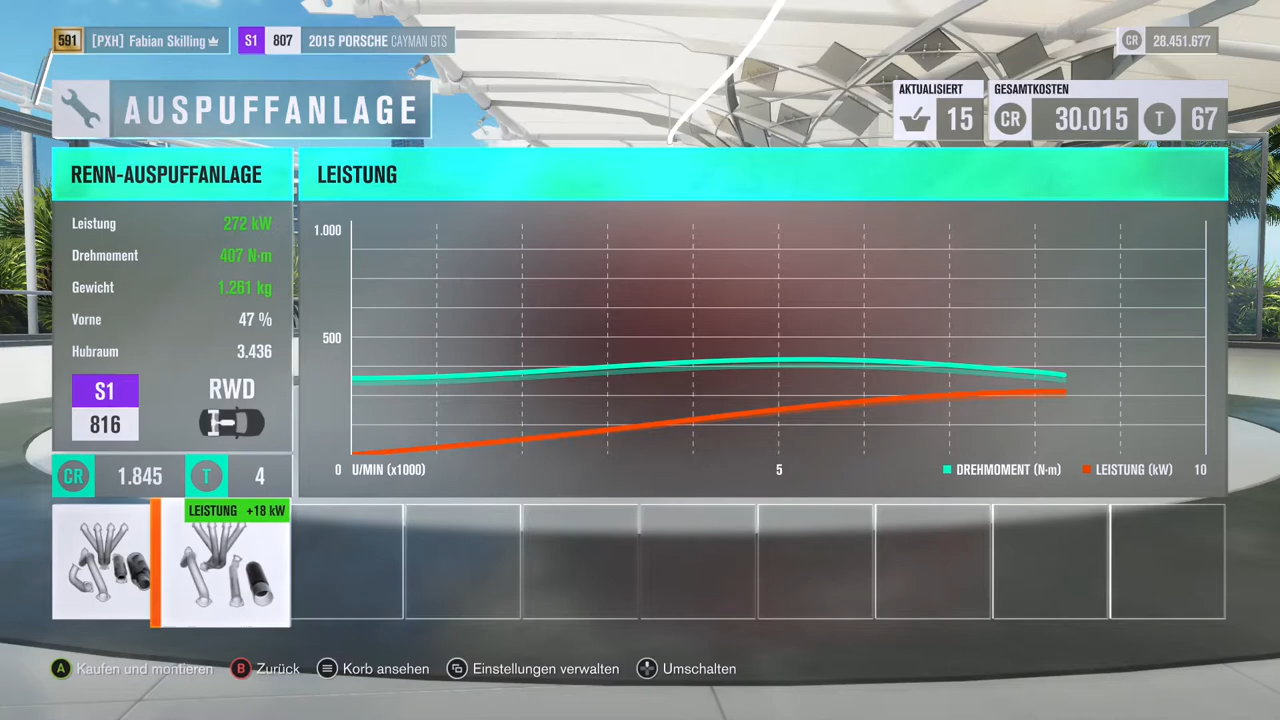 591 [PXH] Fabian Skilling S1 807 2015 PORSCHE CAYMAN GTS CR 28.451.677
AUSPUFFANLAGE
AKTUALISIERT
15
GESAMTKOSTEN
CR 30.015 T 67
RENN-AUSPUFFANLAGE
Leistung 272 kW
Drehmoment 407 N·m
Gewicht 1.261 kg
Vorne 47 %
Hubraum 3.436
S1
816
RWD
CR 1.845 T 4
LEISTUNG
1.000
500
0 U/MIN (x1000) 5 DREHMOMENT (N·m) LEISTUNG (kW) 10
LEISTUNG +18 kW
A Kaufen und montieren B Zurück Korb ansehen Einstellungen verwalten Umschalten